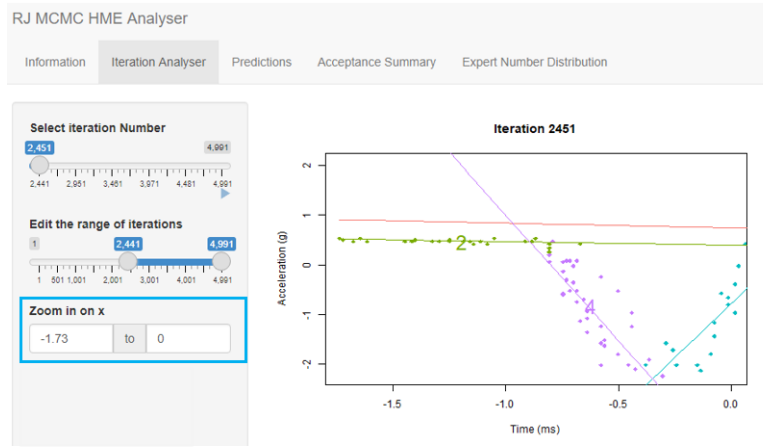 RJ MCMC HME Analyser
Information Iteration Analyser Predictions Acceptance Summary Expert Number Distribution
Select iteration Number
2,451 4,991
2,441 2,951 3,461 3,971 4,481 4,991
Edit the range of iterations
1 2,441 4,991
1 501 1,001 2,001 3,001 4,001 4,991
Zoom in on x
-1.73 to 0
Iteration 2451
Acceleration (g)
2
1
0
-1
-2
2
4
-1.5 -1.0 -0.5 0.0
Time (ms)